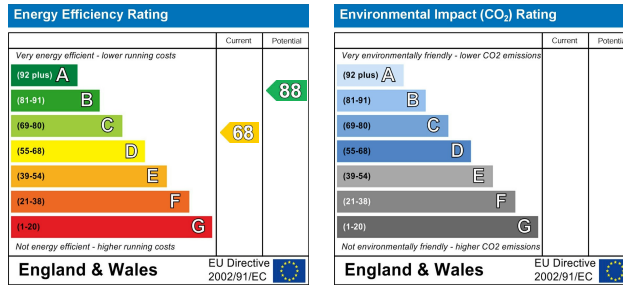 Energy Efficiency Rating
Current Potential
Very energy efficient - lower running costs
(92 plus) A
(81-91) B
88
(69-80) C
68
(55-68) D
(39-54) E
(21-38) F
(1-20) G
Not energy efficient - higher running costs
England & Wales
EU Directive
2002/91/EC
Environmental Impact (CO₂) Rating
Current Potenti
Very environmentally friendly - lower CO2 emissions
(92 plus) A
(81-91) B
(69-80) C
(55-68) D
(39-54) E
(21-38) F
(1-20) G
Not environmentally friendly - higher CO2 emissions
England & Wales
EU Directive
2002/91/EC